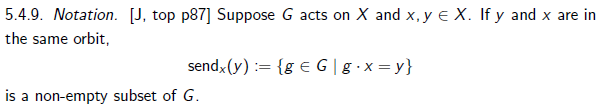 5.4.9. Notation. [J, top p87] Suppose G acts on X and x, y ∈ X. If y and x are in
the same orbit,
sendₓ(y) := {g ∈ G | g · x = y}
is a non-empty subset of G.